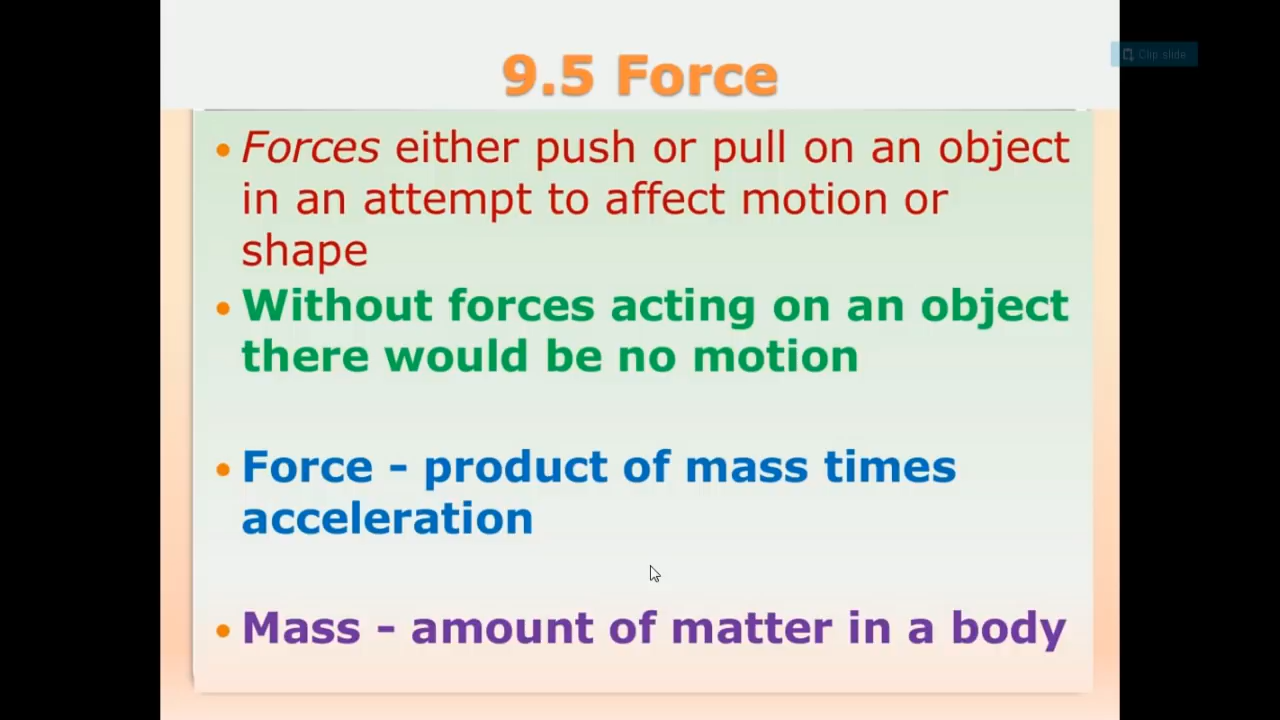 9.5 Force
Clip slide
• Forces either push or pull on an object
in an attempt to affect motion or
shape
• Without forces acting on an object
there would be no motion
• Force - product of mass times
acceleration
• Mass - amount of matter in a body